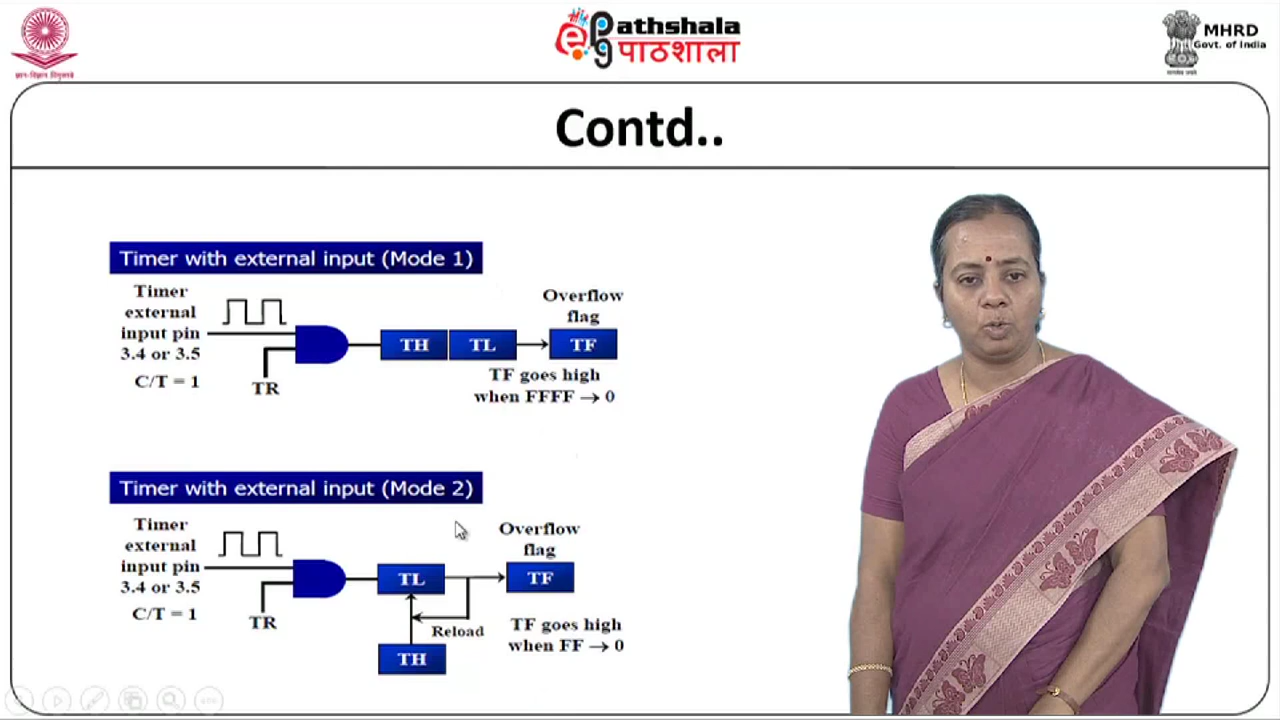 ePathshala
पाठशाला
MHRD
Govt. of India
Contd..
Timer with external input (Mode 1)
Timer
external
input pin
3.4 or 3.5
C/T = 1
TR
TH
TL
Overflow
flag
TF
TF goes high
when FFFF → 0
Timer with external input (Mode 2)
Timer
external
input pin
3.4 or 3.5
C/T = 1
TR
TL
Overflow
flag
TF
Reload
TH
TF goes high
when FF → 0